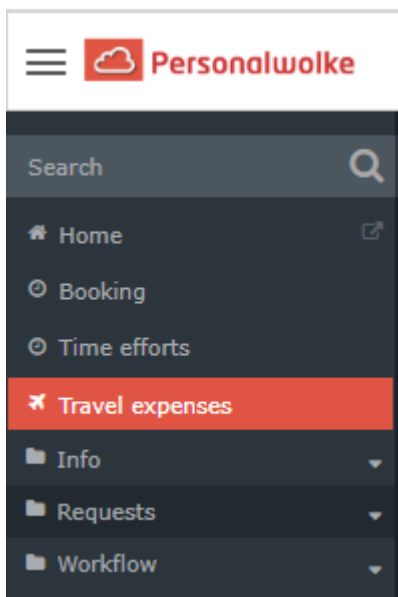 Personalwolke
Search
Home
Booking
Time efforts
Travel expenses
Info
Requests
Workflow